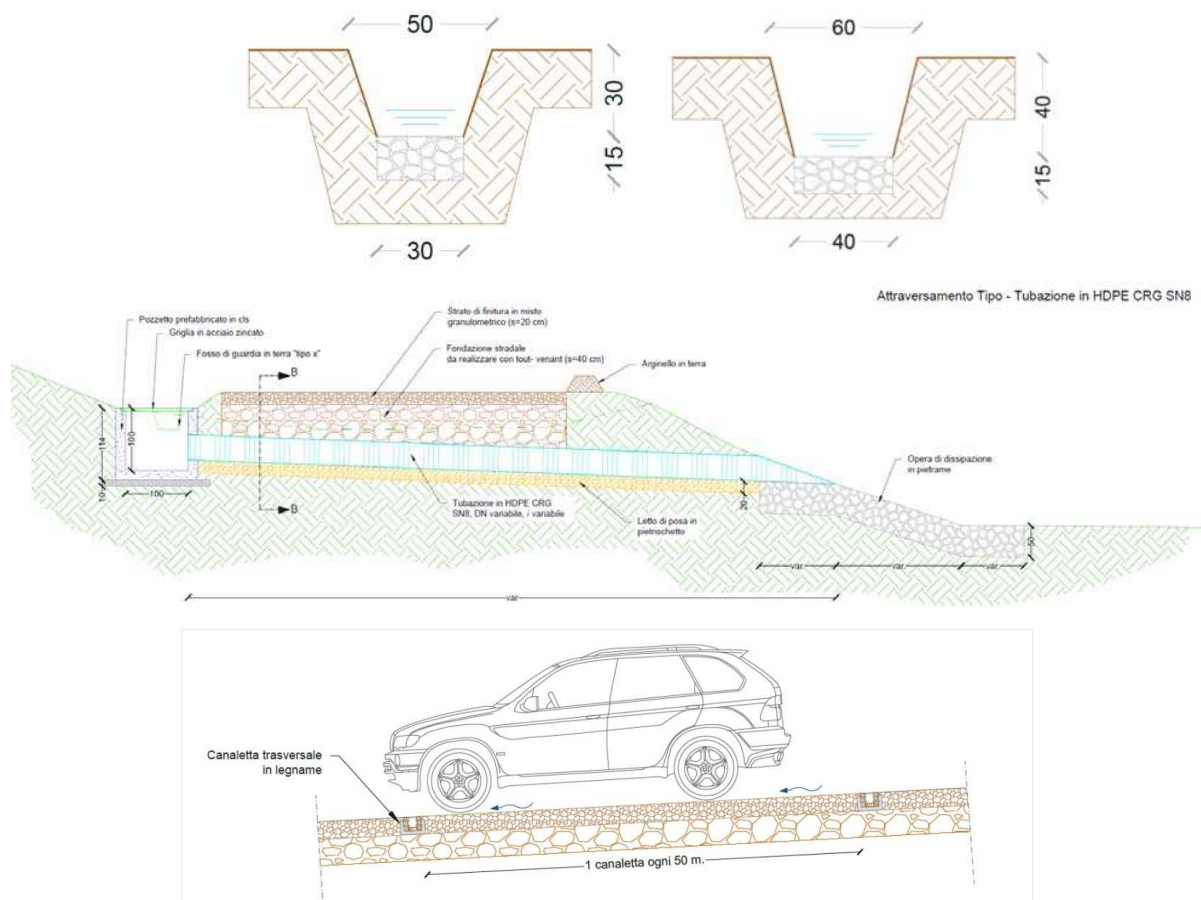 50
30
15
30
60
40
15
40
Attraversamento Tipo - Tubazione in HDPE CRG SN8
Pozzetto prefabbricato in cls
Griglia in acciaio zincato
Fosso di guardia in terra "tipo x"
Strato di finitura in misto
granulometrico (s=20 cm)
Fondazione stradale
da realizzare con tout- venant (s=40 cm)
Arginello in terra
B
B
114
100
10
100
Tubazione in HDPE CRG
SN8, DN variabile, i variabile
Letto di posa in
pietrischetto
20
Opera di dissipazione
in pietrame
50
var.
var.
var.
var
Canaletta trasversale
in legname
1 canaletta ogni 50 m.